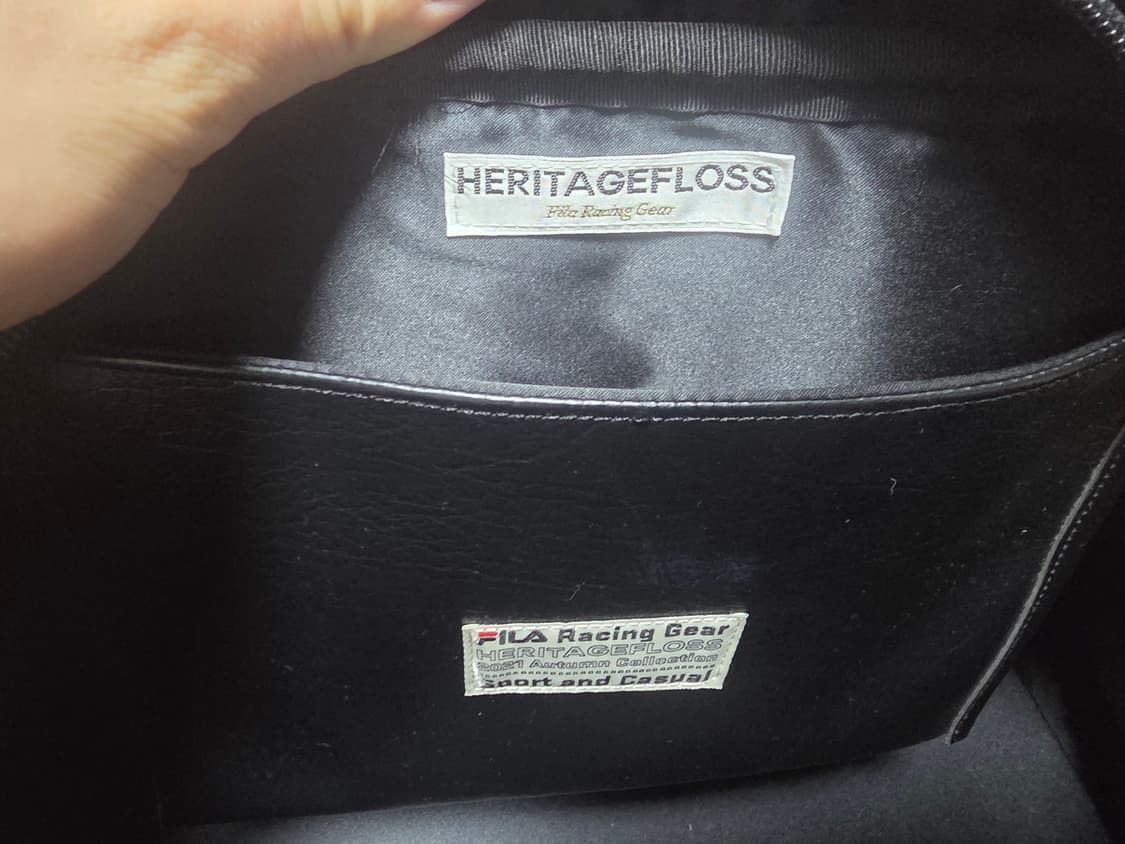 HERITAGEFLOSS
Fila Racing Gear
FILA Racing Gear
HERITAGEFLOSS
2021 Autumn Collection
Sport and Casual